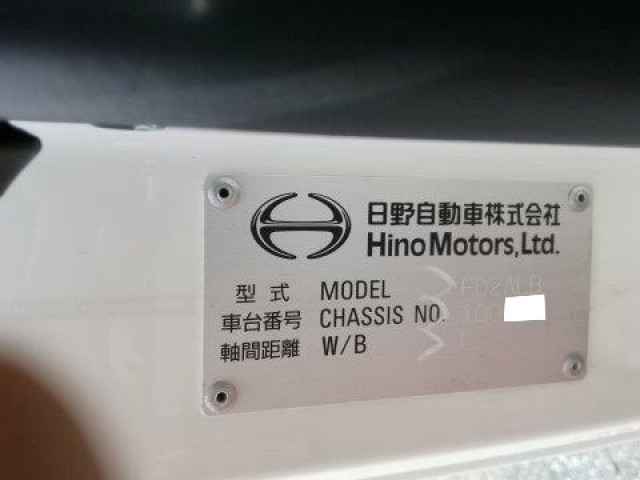 日野自動車株式会社
Hino Motors, Ltd.
型式 MODEL
車台番号 CHASSIS NO.
軸間距離 W/B